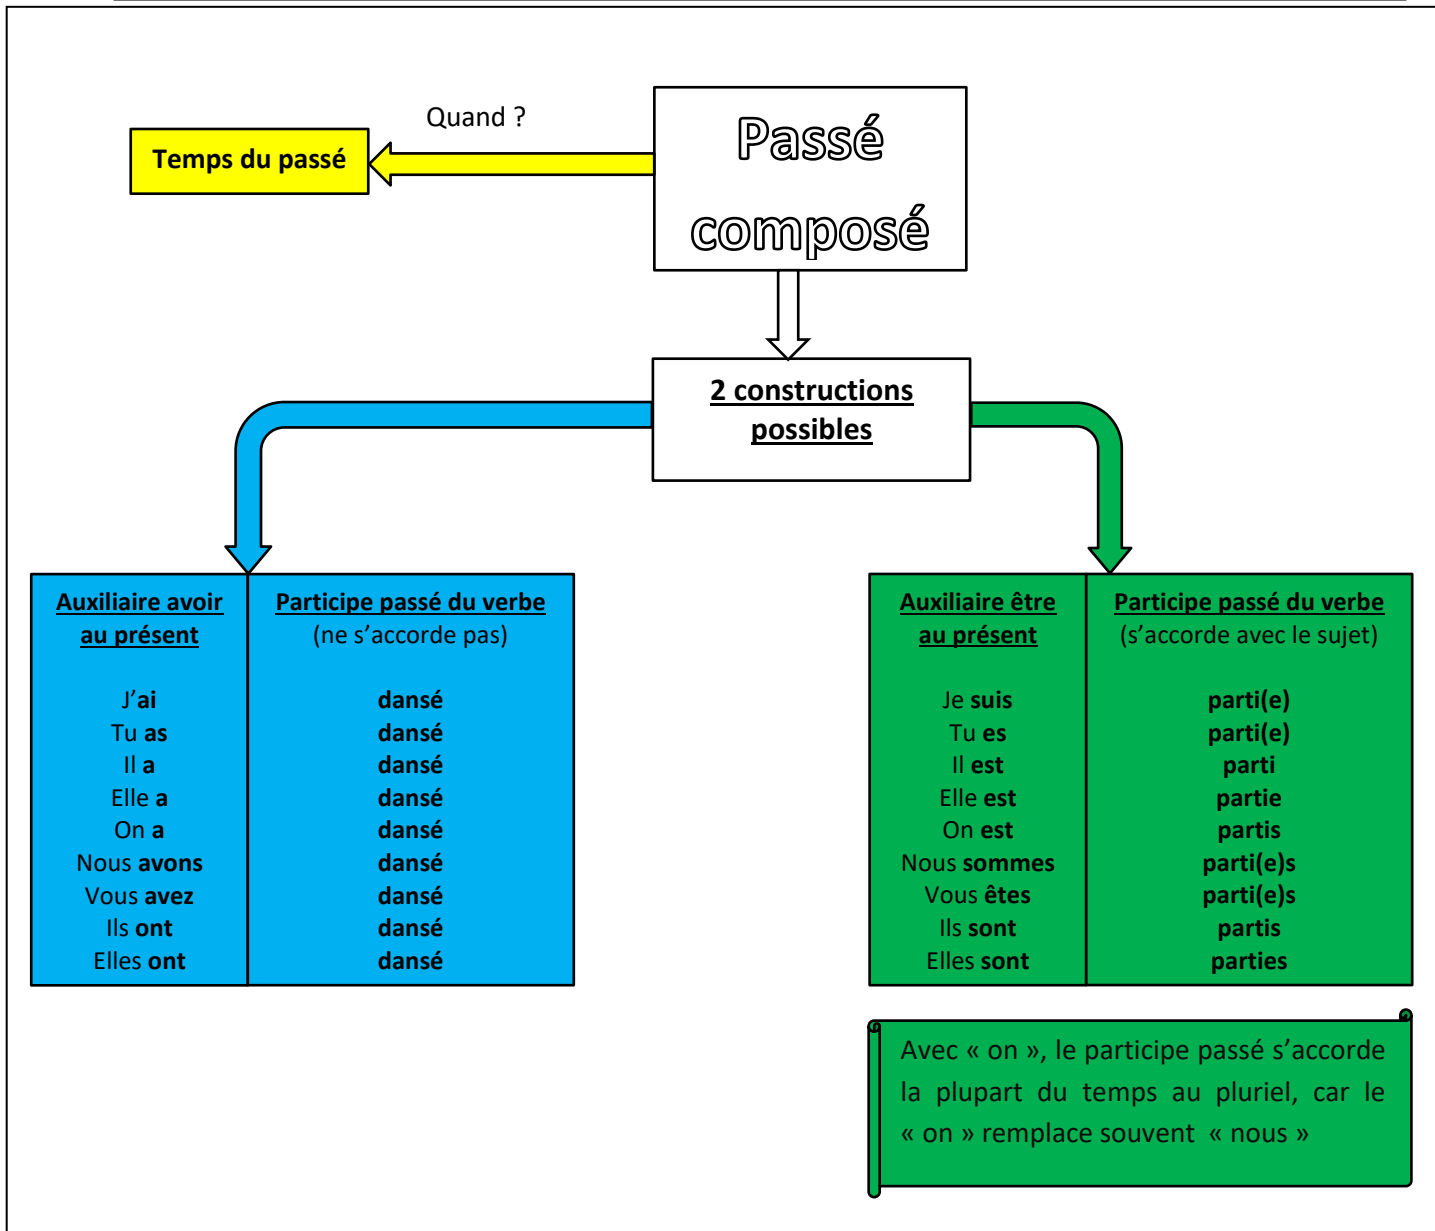 Quand ?
Temps du passé
Passé
composé
2 constructions
possibles
Auxiliaire avoir
au présent
J’ai
Tu as
Il a
Elle a
On a
Nous avons
Vous avez
Ils ont
Elles ont
Participe passé du verbe
(ne s’accorde pas)
dansé
dansé
dansé
dansé
dansé
dansé
dansé
dansé
dansé
Auxiliaire être
au présent
Je suis
Tu es
Il est
Elle est
On est
Nous sommes
Vous êtes
Ils sont
Elles sont
Participe passé du verbe
(s’accorde avec le sujet)
parti(e)
parti(e)
parti
partie
partis
parti(e)s
parti(e)s
partis
parties
Avec « on », le participe passé s’accorde
la plupart du temps au pluriel, car le
« on » remplace souvent « nous »